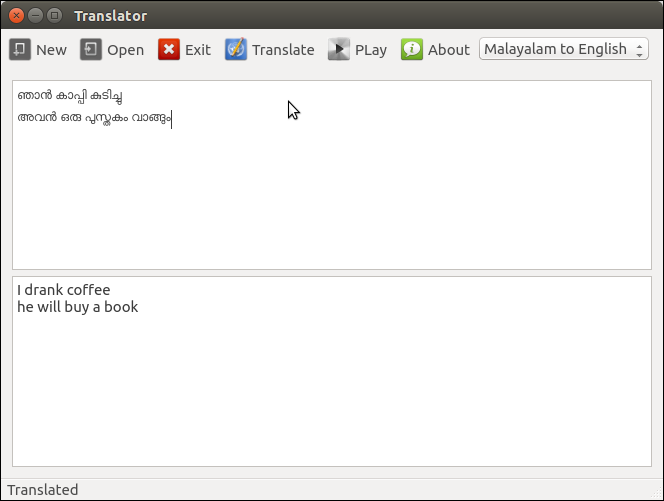 Translator
New Open Exit Translate PLay About Malayalam to English
ഞാൻ കാപ്പി കുടിച്ചു
അവൻ ഒരു പുസ്തകം വാങ്ങും
I drank coffee
he will buy a book
Translated